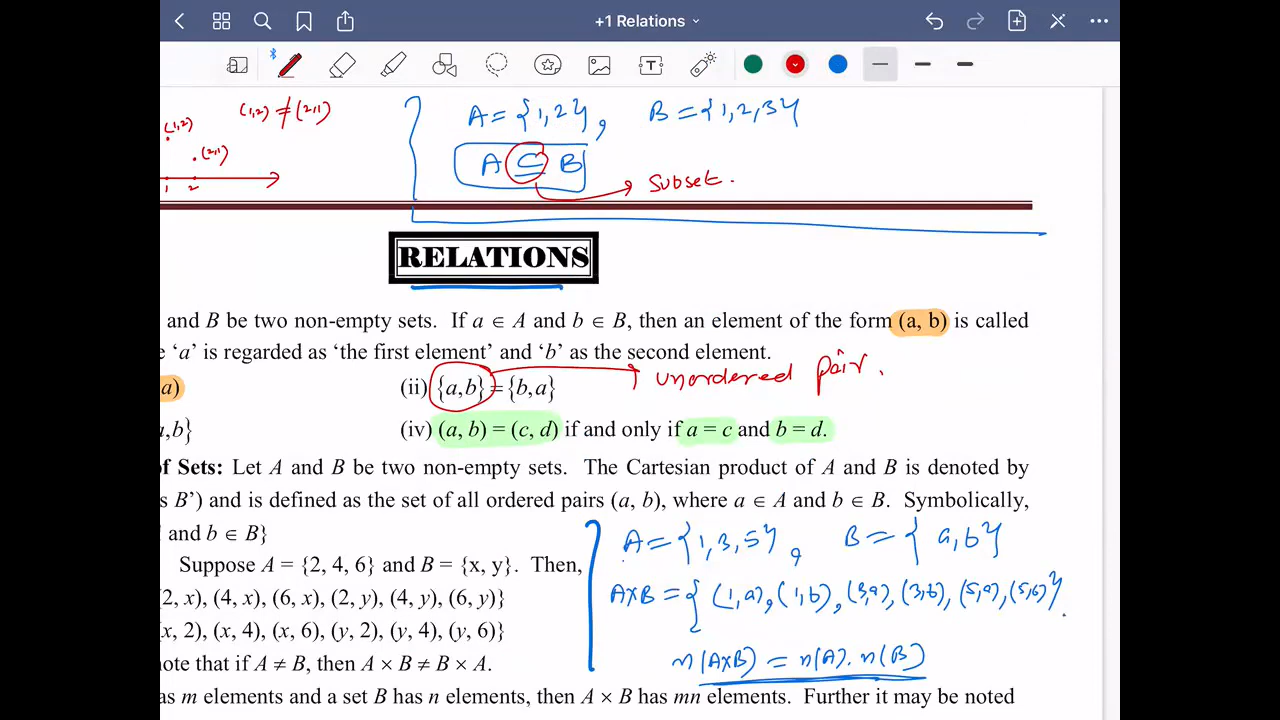 +1 Relations
(1,2) ≠ (2,1)
A = {1,2}, B = {1,2,3}
(1,2)
(2,1)
A ⊆ B
Subset.
1 2
RELATIONS
and B be two non-empty sets. If a ∈ A and b ∈ B, then an element of the form (a, b) is called
‘a’ is regarded as ‘the first element’ and ‘b’ as the second element.
unordered pair.
a) (ii) {a,b} = {b,a}
,b} (iv) (a, b) = (c, d) if and only if a = c and b = d.
of Sets: Let A and B be two non-empty sets. The Cartesian product of A and B is denoted by
s B’) and is defined as the set of all ordered pairs (a, b), where a ∈ A and b ∈ B. Symbolically,
and b ∈ B}
A = {1,3,5}, B = {a,b}
Suppose A = {2, 4, 6} and B = {x, y}. Then,
A×B = {(1,a),(1,b),(3,a),(3,b),(5,a),(5,b)}
(2, x), (4, x), (6, x), (2, y), (4, y), (6, y)}
(x, 2), (x, 4), (x, 6), (y, 2), (y, 4), (y, 6)}
note that if A ≠ B, then A × B ≠ B × A.
n(A×B) = n(A). n(B)
as m elements and a set B has n elements, then A × B has mn elements. Further it may be noted